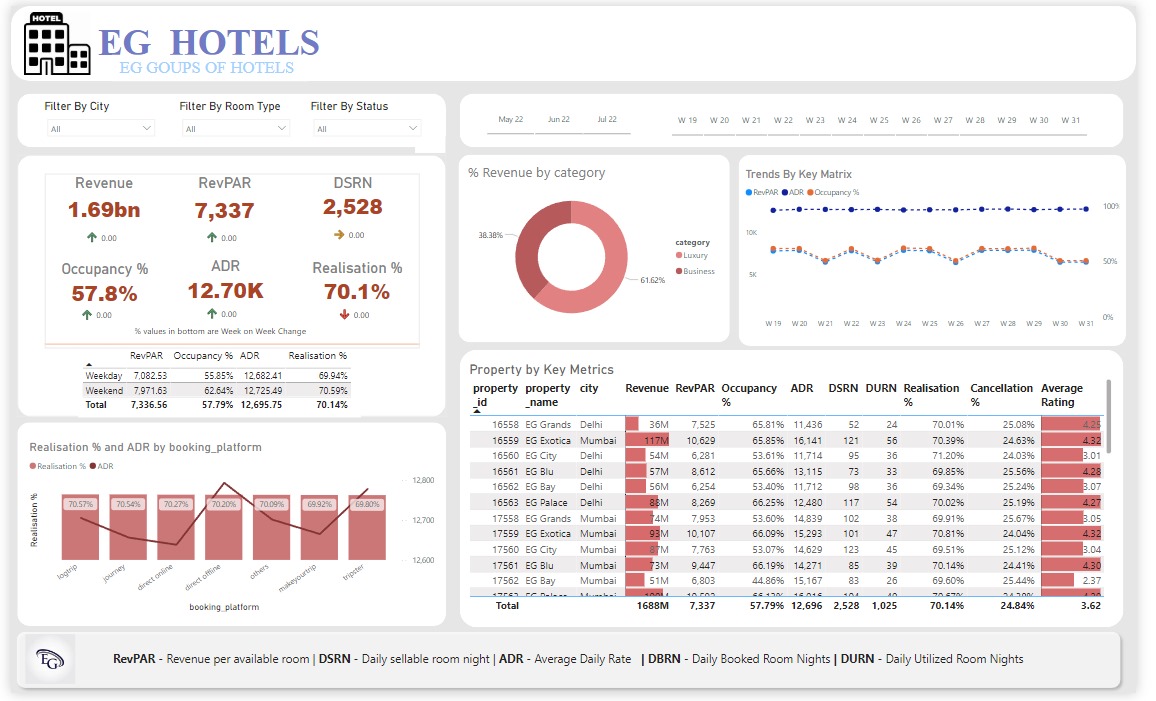 HOTEL
EG HOTELS
EG GOUPS OF HOTELS
Filter By City
Filter By Room Type
Filter By Status
All
All
All
May 22 Jun 22 Jul 22
W 19 W 20 W 21 W 22 W 23 W 24 W 25 W 26 W 27 W 28 W 29 W 30 W 31
Revenue RevPAR DSRN
1.69bn 7,337 2,528
0.00 0.00 0.00
Occupancy % ADR Realisation %
57.8% 12.70K 70.1%
0.00 0.00 0.00
% values in bottom are Week on Week Change
RevPAR Occupancy % ADR Realisation %
Weekday 7,082.53 55.85% 12,682.41 69.94%
Weekend 7,971.63 62.64% 12,725.49 70.59%
Total 7,336.56 57.79% 12,695.75 70.14%
% Revenue by category
38.38%
61.62%
category
Luxury
Business
Trends By Key Matrix
RevPAR ADR Occupancy %
100%
10K
5K
50%
0%
W 19 W 20 W 21 W 22 W 23 W 24 W 25 W 26 W 27 W 28 W 29 W 30 W 31
Realisation % and ADR by booking_platform
Realisation % ADR
Realisation %
70.57% 70.54% 70.27% 70.20% 70.09% 69.92% 69.80%
12,800
12,700
12,600
logtrip journey direct online direct offline others makeyourtrip tripster
booking_platform
Property by Key Metrics
property property city Revenue RevPAR Occupancy ADR DSRN DURN Realisation Cancellation Average
_id _name % % % Rating
16558 EG Grands Delhi 36M 7,525 65.81% 11,436 52 24 70.01% 25.08% 4.25
16559 EG Exotica Mumbai 117M 10,629 65.85% 16,141 121 56 70.39% 24.63% 4.32
16560 EG City Delhi 54M 6,281 53.61% 11,714 95 36 71.20% 24.03% 3.01
16561 EG Blu Delhi 57M 8,612 65.66% 13,115 73 33 69.85% 25.56% 4.28
16562 EG Bay Delhi 56M 6,254 53.40% 11,712 98 36 69.34% 25.24% 3.07
16563 EG Palace Delhi 88M 8,269 66.25% 12,480 117 54 70.02% 25.19% 4.27
17558 EG Grands Mumbai 74M 7,953 53.60% 14,839 102 38 69.91% 25.67% 3.05
17559 EG Exotica Mumbai 93M 10,107 66.09% 15,293 101 47 70.81% 24.04% 4.32
17560 EG City Mumbai 87M 7,763 53.07% 14,629 123 45 69.51% 25.12% 3.04
17561 EG Blu Mumbai 73M 9,447 66.19% 14,271 85 39 70.14% 24.41% 4.30
17562 EG Bay Mumbai 51M 6,803 44.86% 15,167 83 26 69.60% 25.44% 2.37
Total 1688M 7,337 57.79% 12,696 2,528 1,025 70.14% 24.84% 3.62
EG
RevPAR - Revenue per available room | DSRN - Daily sellable room night | ADR - Average Daily Rate | DBRN - Daily Booked Room Nights | DURN - Daily Utilized Room Nights